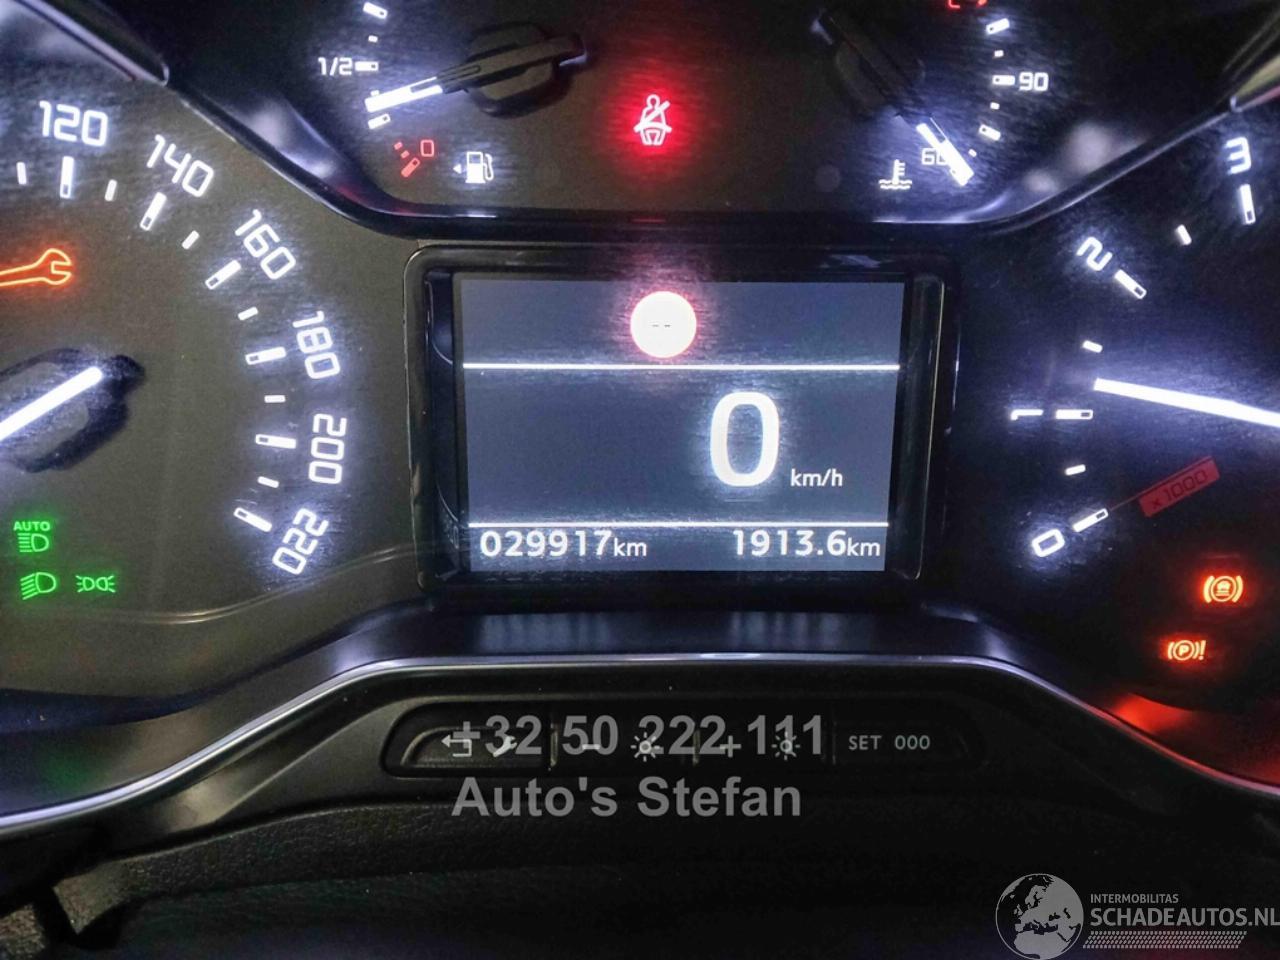 1/2
0
90
60
120
140
160
180
200
220
3
2
1
0
x1000
-- 
0 km/h
029917km 1913.6km
AUTO
P !
+32 50 222 111
- + SET 000
Auto's Stefan
INTERMOBILITAS
SCHADEAUTOS.NL